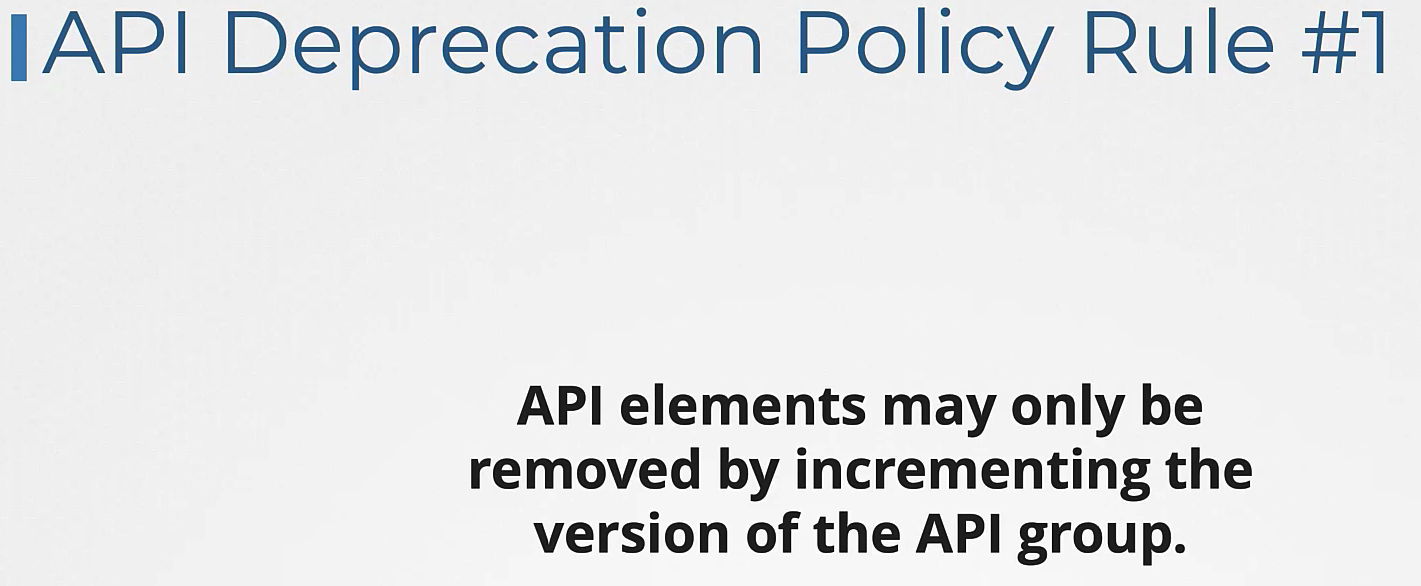 API Deprecation Policy Rule #1
API elements may only be
removed by incrementing the
version of the API group.